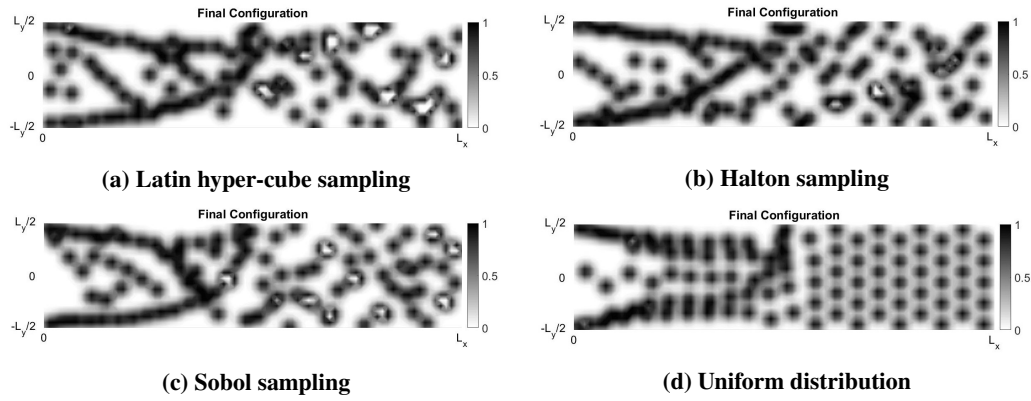 Final Configuration
L_y/2
0
-L_y/2
0
L_x
1
0.5
0
(a) Latin hyper-cube sampling
Final Configuration
L_y/2
0
-L_y/2
0
L_x
1
0.5
0
(b) Halton sampling
Final Configuration
L_y/2
0
-L_y/2
0
L_x
1
0.5
0
(c) Sobol sampling
Final Configuration
L_y/2
0
-L_y/2
0
L_x
1
0.5
0
(d) Uniform distribution